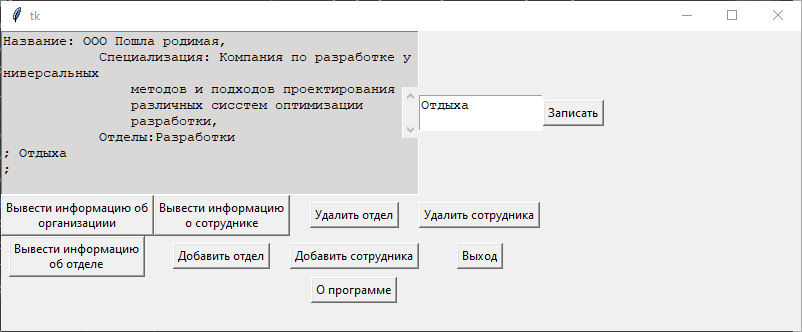 tk
Название: ООО Пошла родимая,
Специализация: Компания по разработке у
ниверсальных
методов и подходов проектирования
различных сисстем оптимизации
разработки,
Отделы:Разработки
; Отдыха
;
Отдыха
Записать
Вывести информацию об
организациии
Вывести информацию
о сотруднике
Удалить отдел
Удалить сотрудника
Вывести информацию
об отделе
Добавить отдел
Добавить сотрудника
Выход
О программе